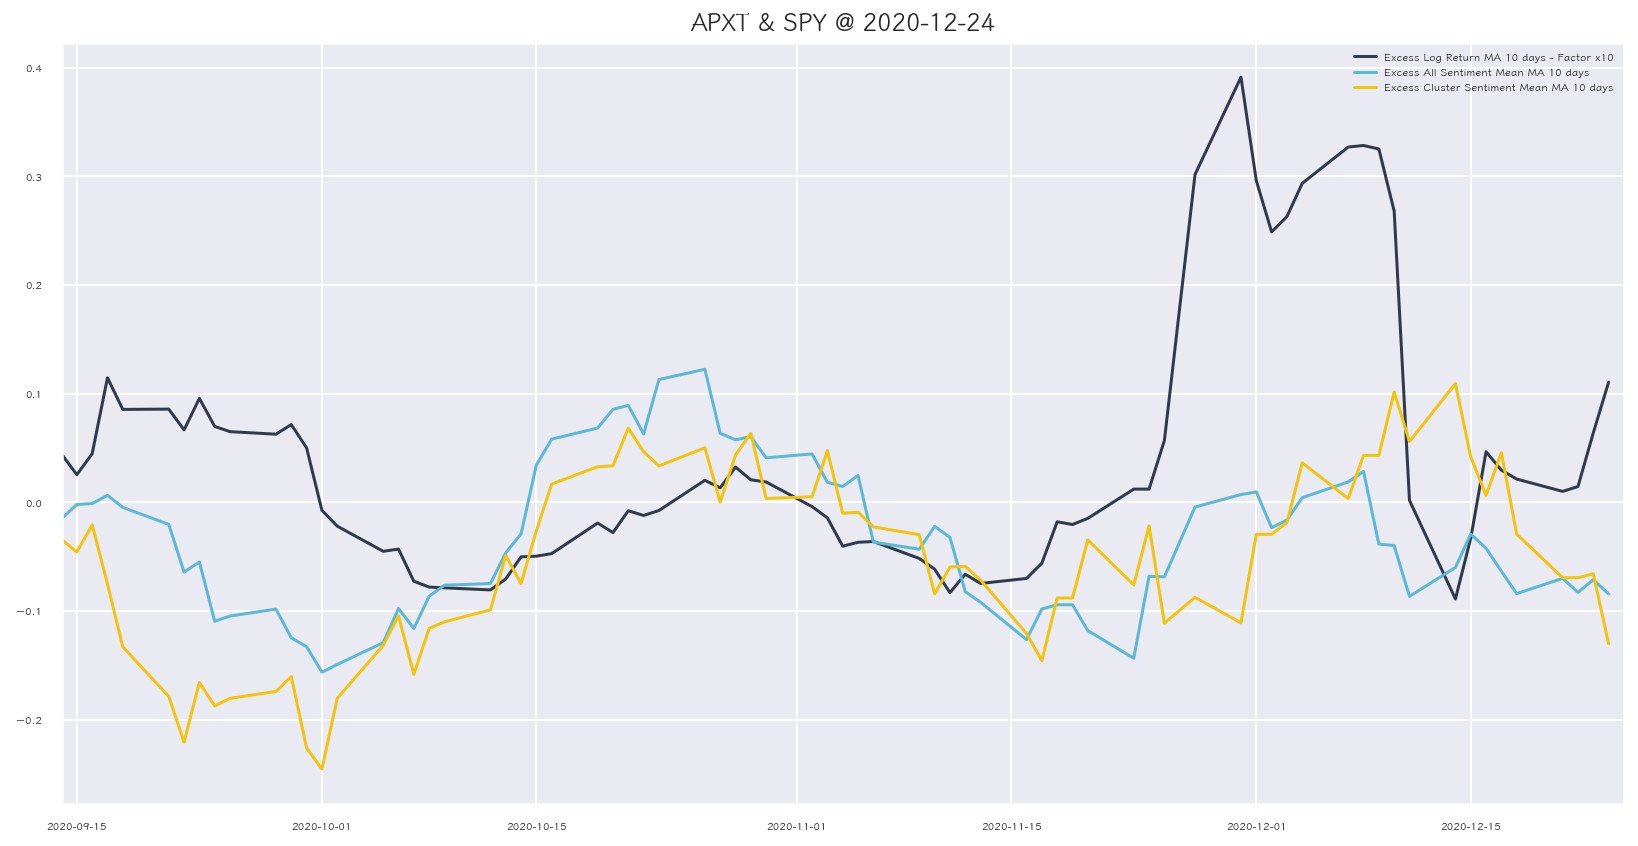 APXT & SPY @ 2020-12-24
Excess Log Return MA 10 days - Factor x10
Excess All Sentiment Mean MA 10 days
Excess Cluster Sentiment Mean MA 10 days
0.4
0.3
0.2
0.1
0.0
−0.1
−0.2
2020-09-15 2020-10-01 2020-10-15 2020-11-01 2020-11-15 2020-12-01 2020-12-15